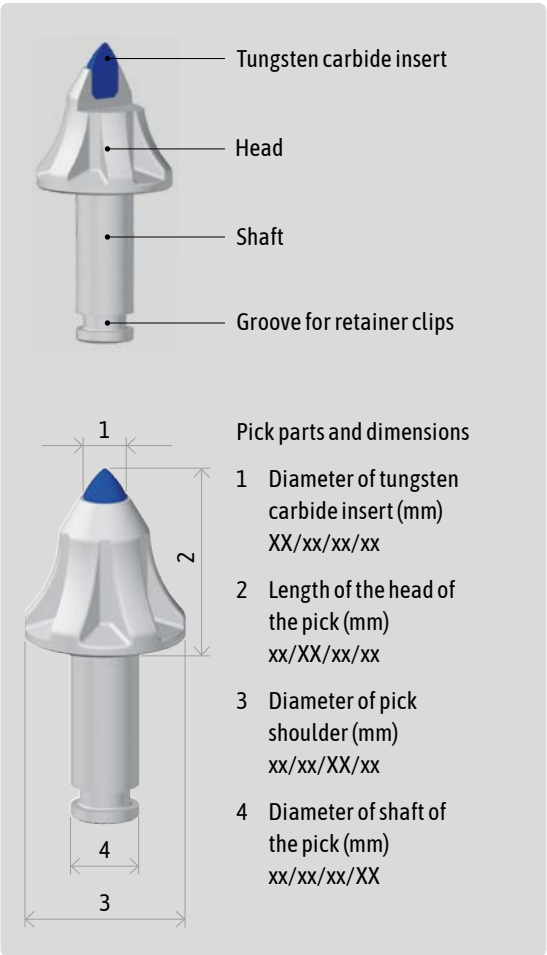 Tungsten carbide insert
Head
Shaft
Groove for retainer clips
1
2
4
3
Pick parts and dimensions
1 Diameter of tungsten
carbide insert (mm)
XX/xx/xx/xx
2 Length of the head of
the pick (mm)
xx/XX/xx/xx
3 Diameter of pick
shoulder (mm)
xx/xx/XX/xx
4 Diameter of shaft of
the pick (mm)
xx/xx/xx/XX